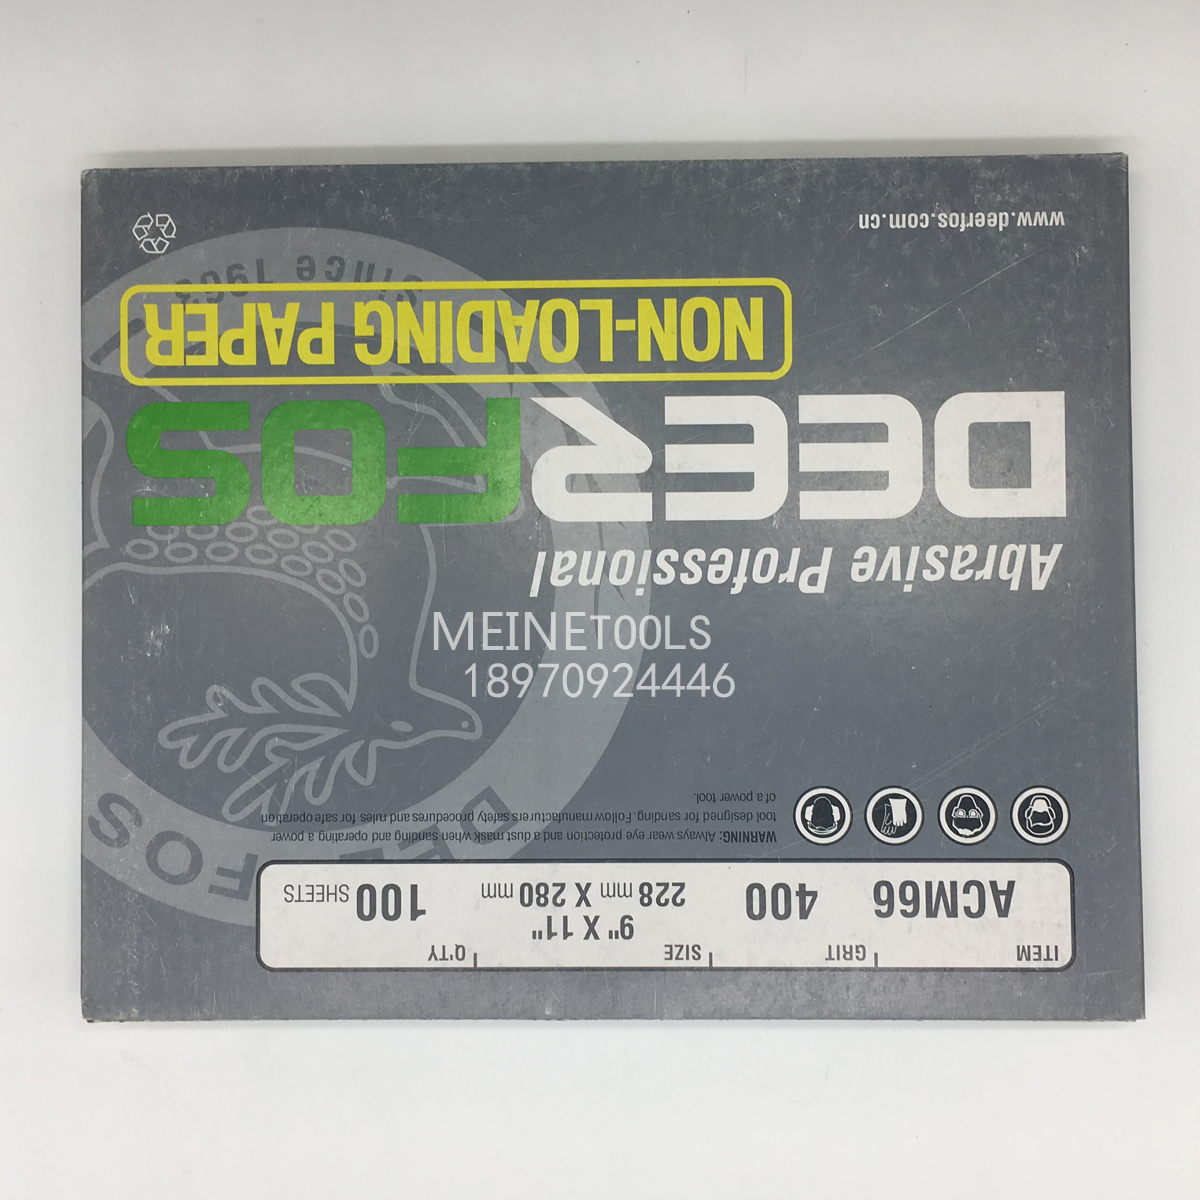 ITEM GRIT SIZE Q'TY
9" X 11"
ACM66 400 228 mm X 280 mm 100 SHEETS
WARNING: Always wear eye protection and a dust mask when sanding and operating a power
tool designed for sanding. Follow manufacturers safety procedures and rules for safe operation
of a power tool.
DEERFOS
MEINETOOLS
18970924446
Abrasive Professional
DEERFOS
NON-LOADING PAPER
Since 1963
www.deerfos.com.cn